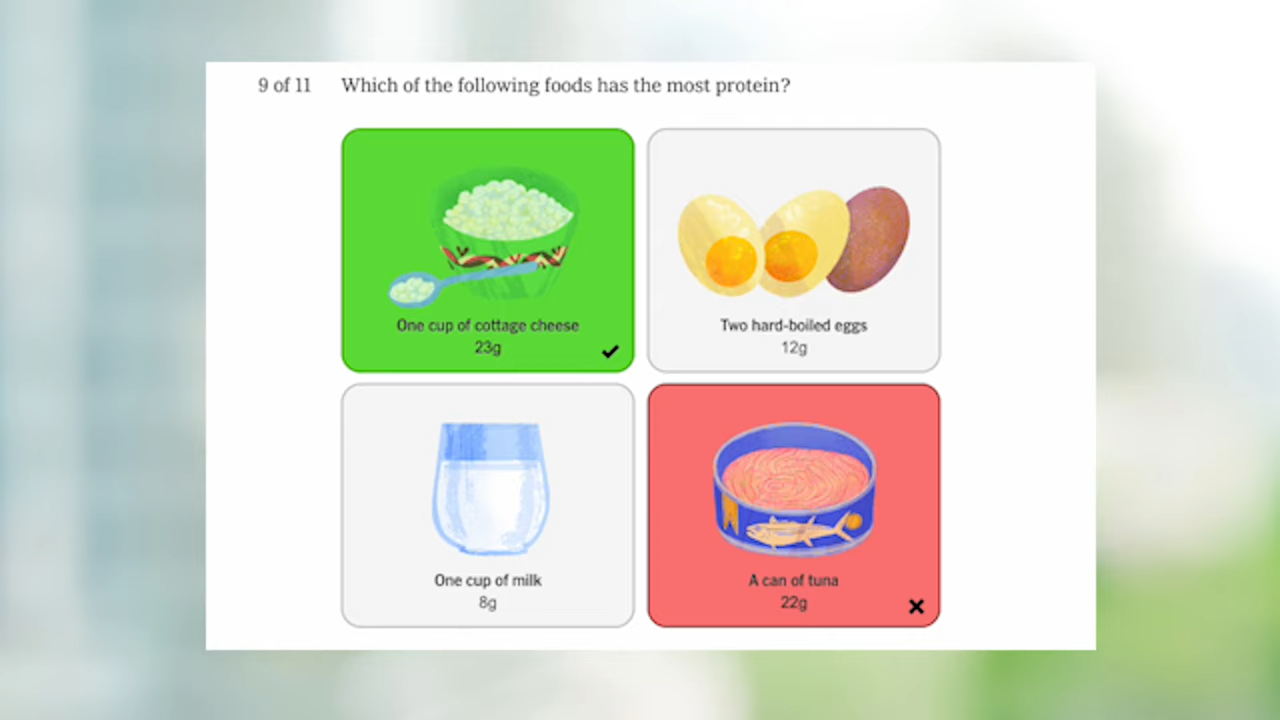 9 of 11 Which of the following foods has the most protein?
One cup of cottage cheese
23g
Two hard-boiled eggs
12g
One cup of milk
8g
A can of tuna
22g